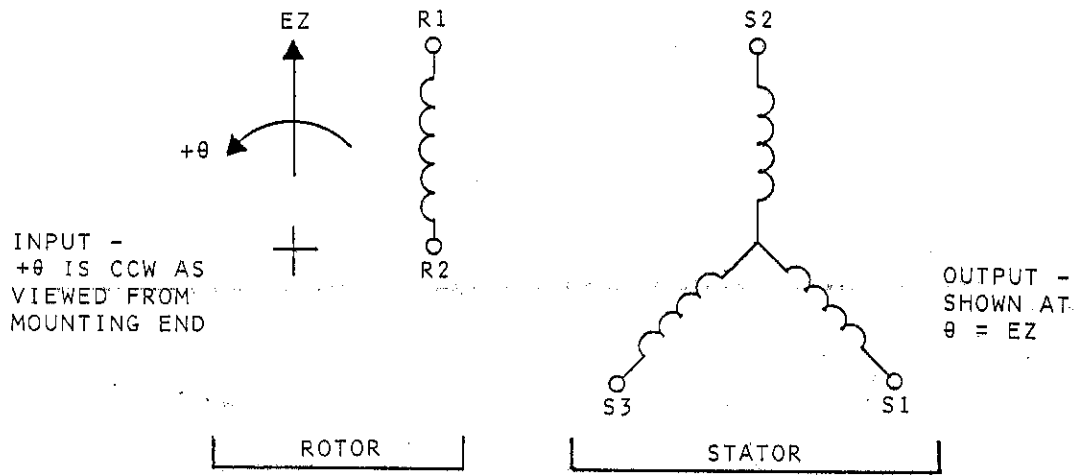 EZ
R1
S2
+θ
INPUT -
+θ IS CCW AS
VIEWED FROM
MOUNTING END
R2
OUTPUT -
SHOWN AT
θ = EZ
S3
S1
ROTOR
STATOR